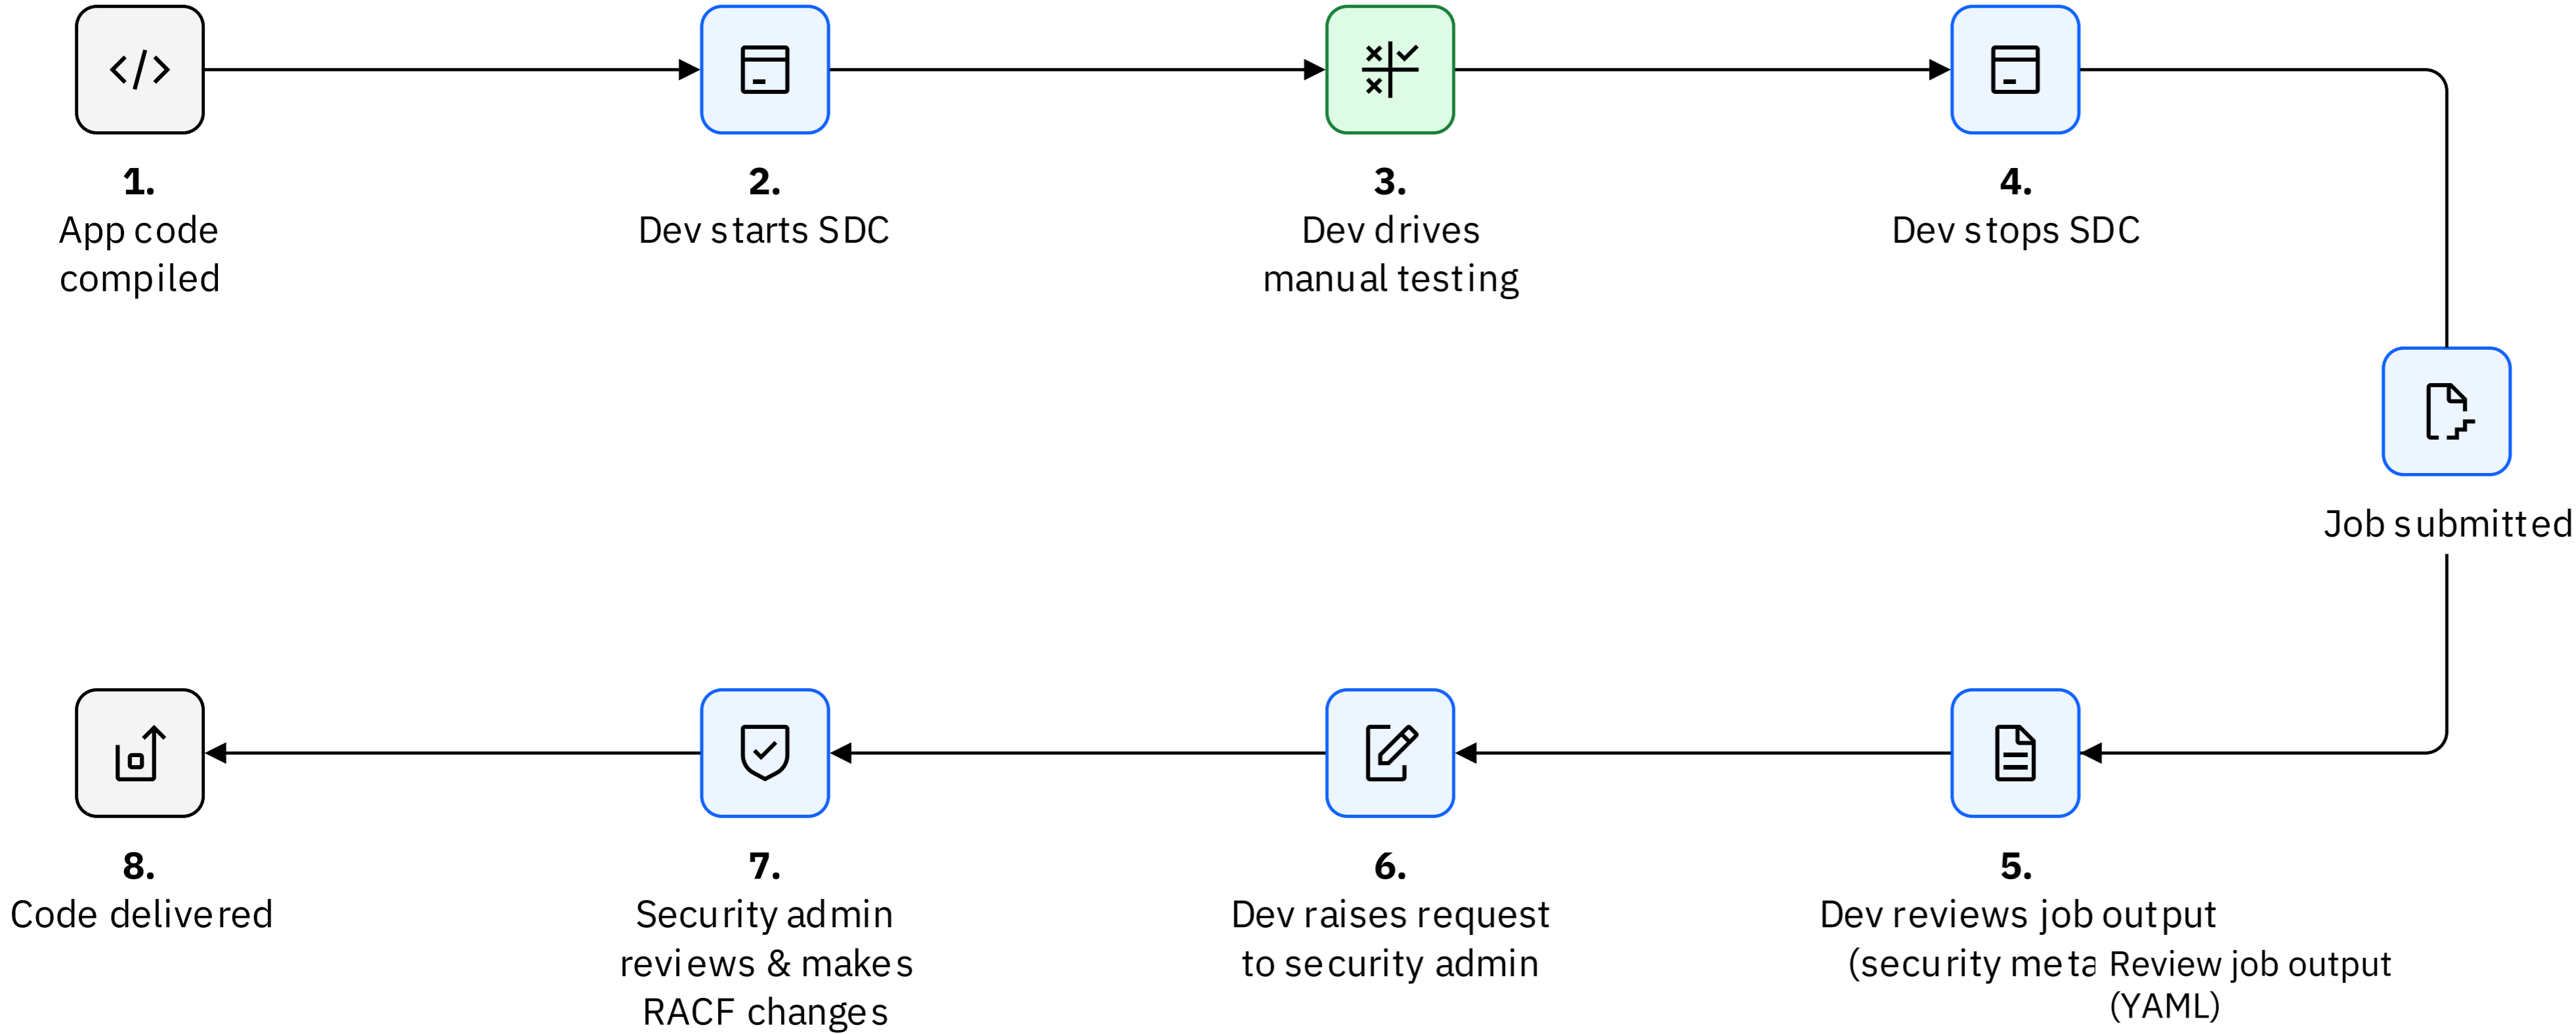 1.
App code
compiled
2.
Dev starts SDC
3.
Dev drives
manual testing
4.
Dev stops SDC
Job submitted
5.
Dev reviews job output
(security meta
Review job output
(YAML)
6.
Dev raises request
to security admin
7.
Security admin
reviews & makes
RACF changes
8.
Code delivered